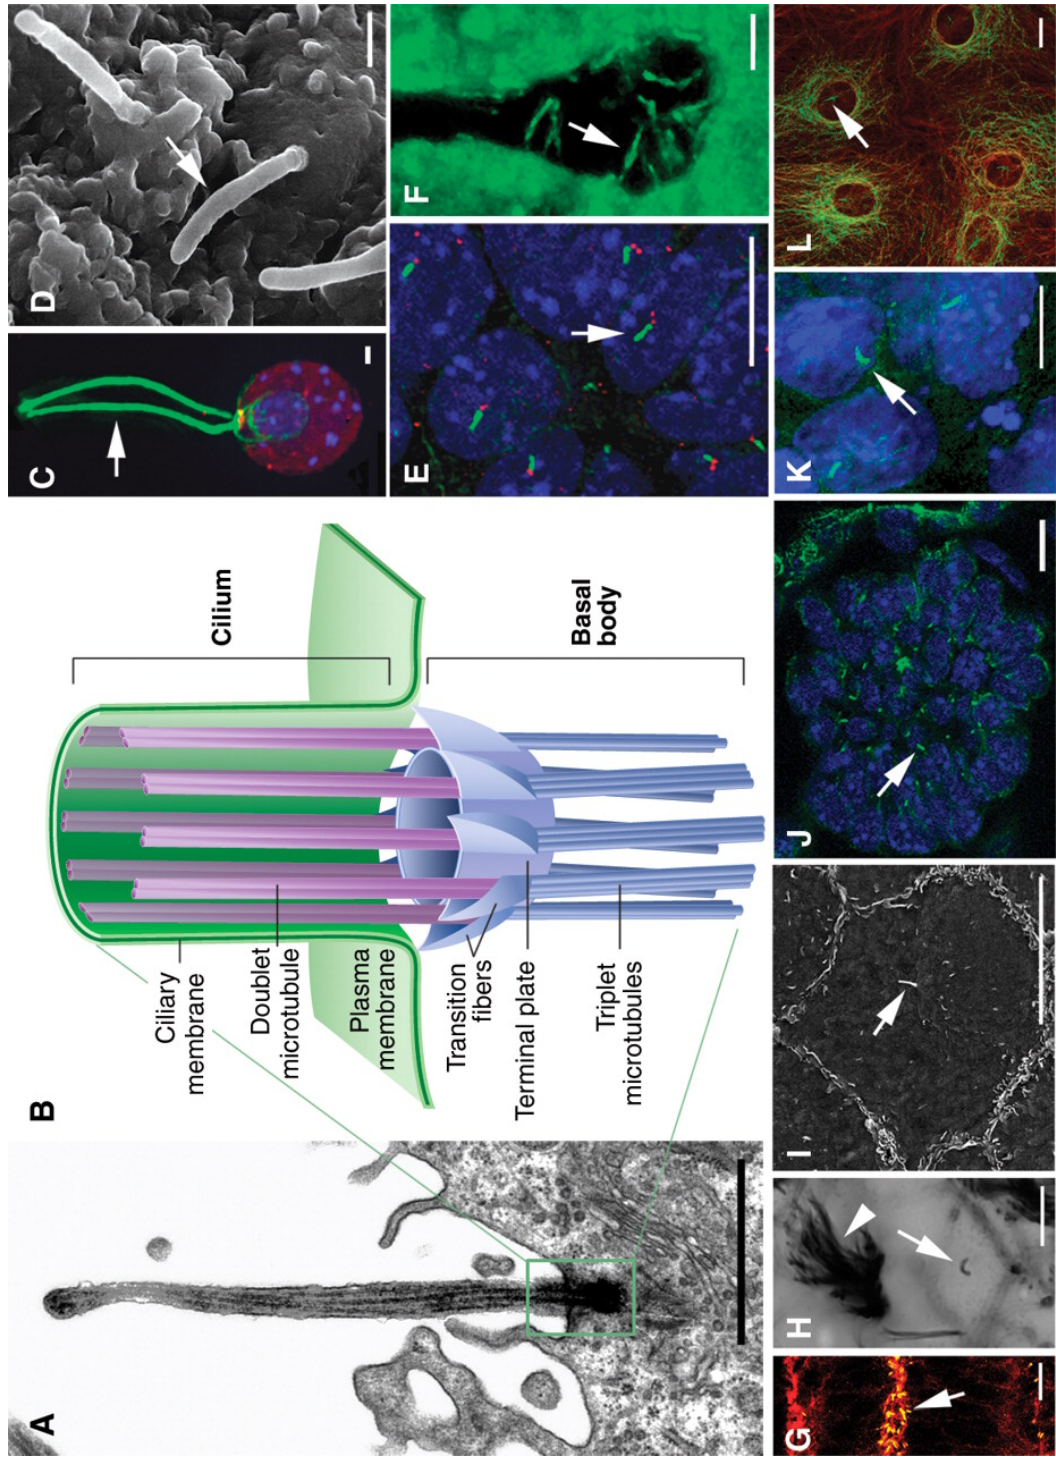 A
B
Ciliary
membrane
Doublet
microtubule
Plasma
membrane
Transition
fibers
Terminal plate
Triplet
microtubules
Cilium
Basal
body
C
D
E
F
G
H
I
J
K
L